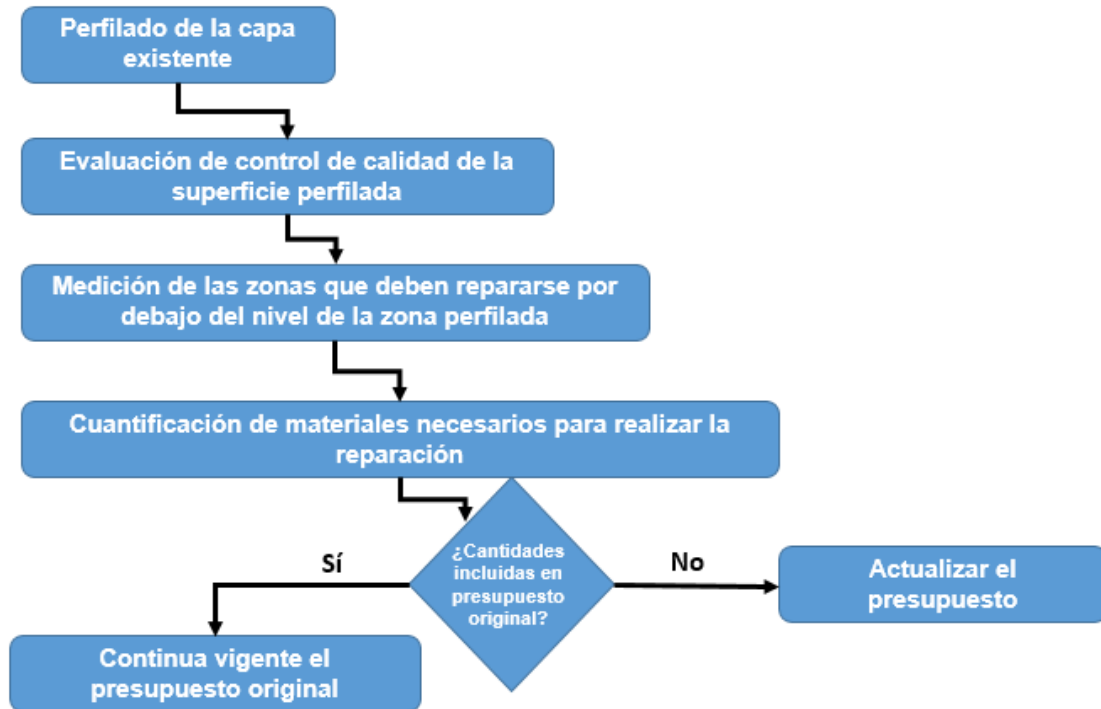 Perfilado de la capa
existente
Evaluación de control de calidad de la
superficie perfilada
Medición de las zonas que deben repararse por
debajo del nivel de la zona perfilada
Cuantificación de materiales necesarios para realizar la
reparación
¿Cantidades
incluidas en
presupuesto
original?
Sí
No
Actualizar el
presupuesto
Continua vigente el
presupuesto original